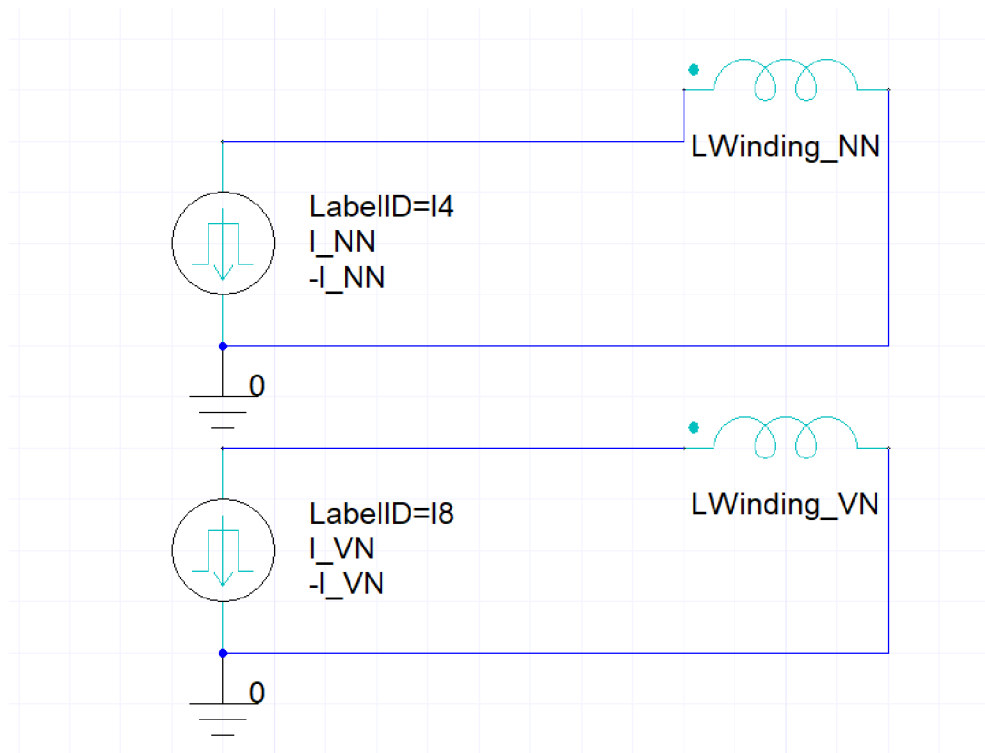 LWinding_NN
LabelID=I4
I_NN
-I_NN
0
LWinding_VN
LabelID=I8
I_VN
-I_VN
0